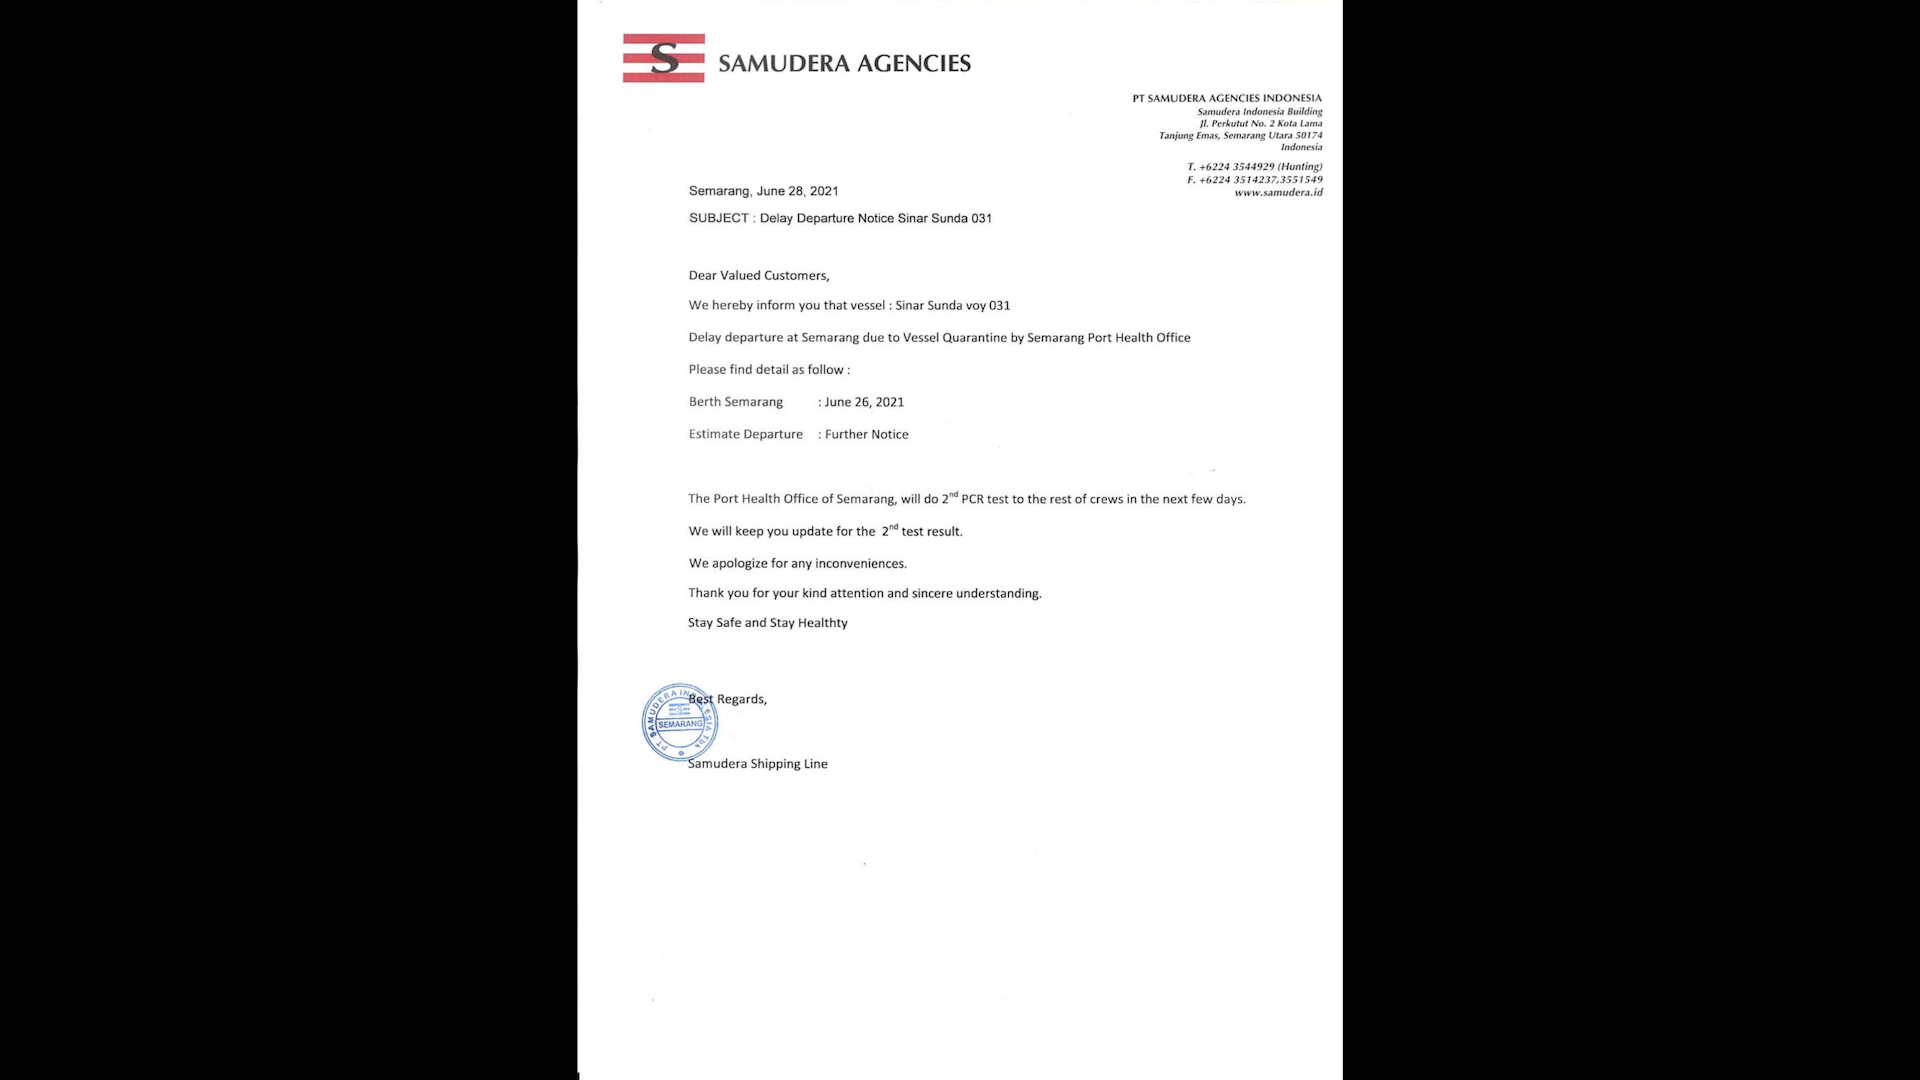 S SAMUDERA AGENCIES
PT SAMUDERA AGENCIES INDONESIA
Samudera Indonesia Building
Jl. Perkutut No. 2 Kota Lama
Tanjung Emas, Semarang Utara 50174
Indonesia
T. +6224 3544929 (Hunting)
F. +6224 3514237,3551549
www.samudera.id
Semarang, June 28, 2021
SUBJECT : Delay Departure Notice Sinar Sunda 031
Dear Valued Customers,
We hereby inform you that vessel : Sinar Sunda voy 031
Delay departure at Semarang due to Vessel Quarantine by Semarang Port Health Office
Please find detail as follow :
Berth Semarang : June 26, 2021
Estimate Departure : Further Notice
The Port Health Office of Semarang, will do 2nd PCR test to the rest of crews in the next few days.
We will keep you update for the 2nd test result.
We apologize for any inconveniences.
Thank you for your kind attention and sincere understanding.
Stay Safe and Stay Healthty
Best Regards,
PT SAMUDERA INDONESIA Tbk
SEMARANG
Samudera Shipping Line